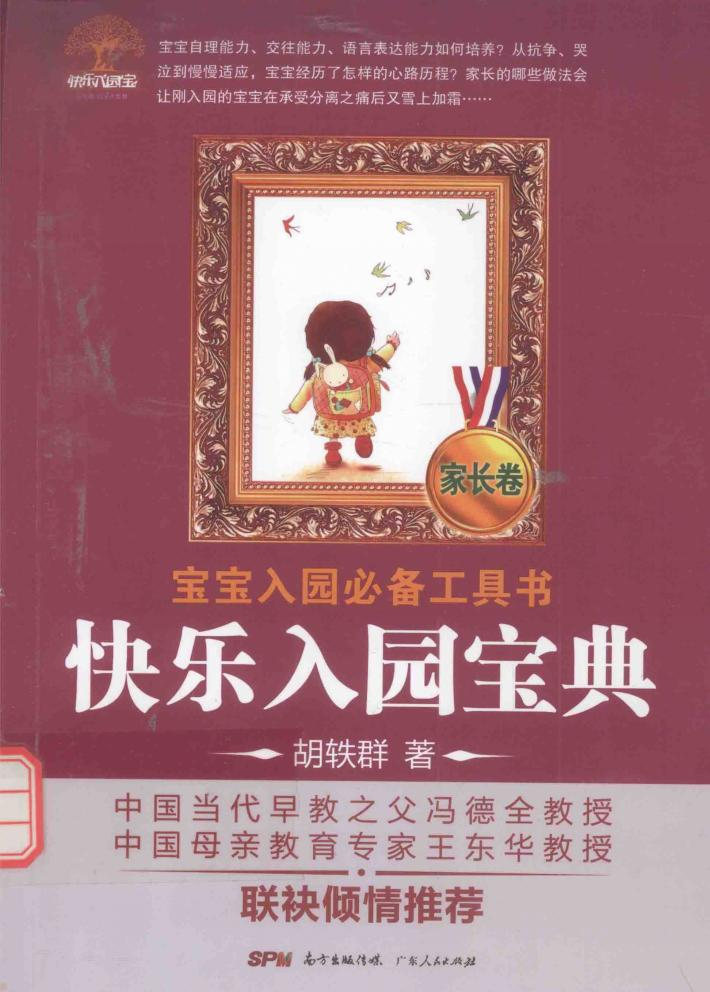 宝宝自理能力、交往能力、语言表达能力如何培养？从抗争、哭
泣到慢慢适应，宝宝经历了怎样的心路历程？家长的哪些做法会
让刚入园的宝宝在承受分离之痛后又雪上加霜……
快乐入园宝
家长卷
宝宝入园必备工具书
快乐入园宝典
胡轶群 著
中国当代早教之父冯德全教授
中国母亲教育专家王东华教授
联袂倾情推荐
SPM 南方出版传媒 广东人民出版社